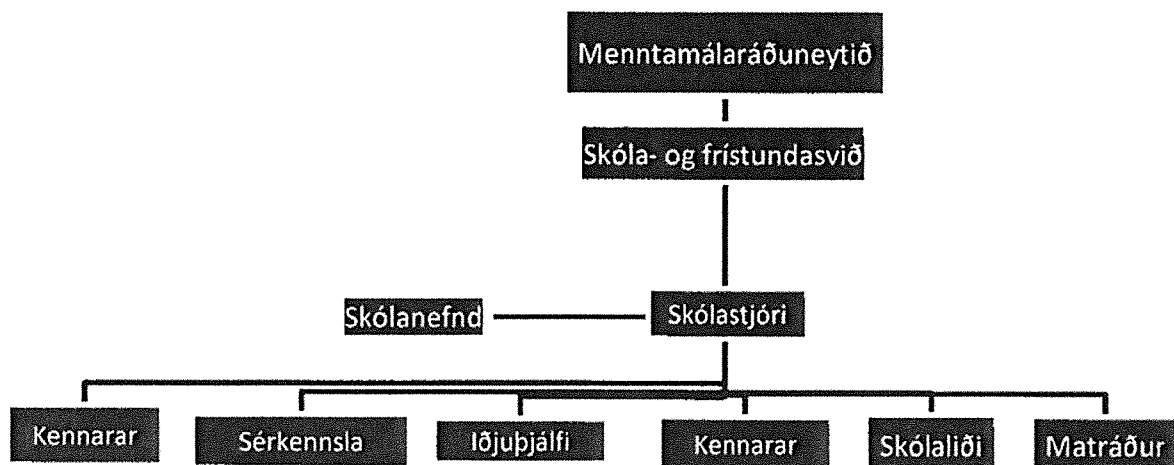 Menntamálaráðuneytið
Skóla- og frístundasvið
Skólanefnd
Skólastjóri
Kennarar
Sérkennsla
Iðjuþjálfi
Kennarar
Skólaliði
Matráður